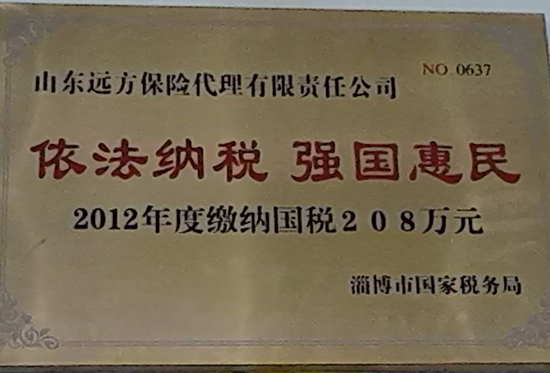 NO.0637
山东远方保险代理有限责任公司
依法纳税 强国惠民
2012年度缴纳国税208万元
淄博市国家税务局